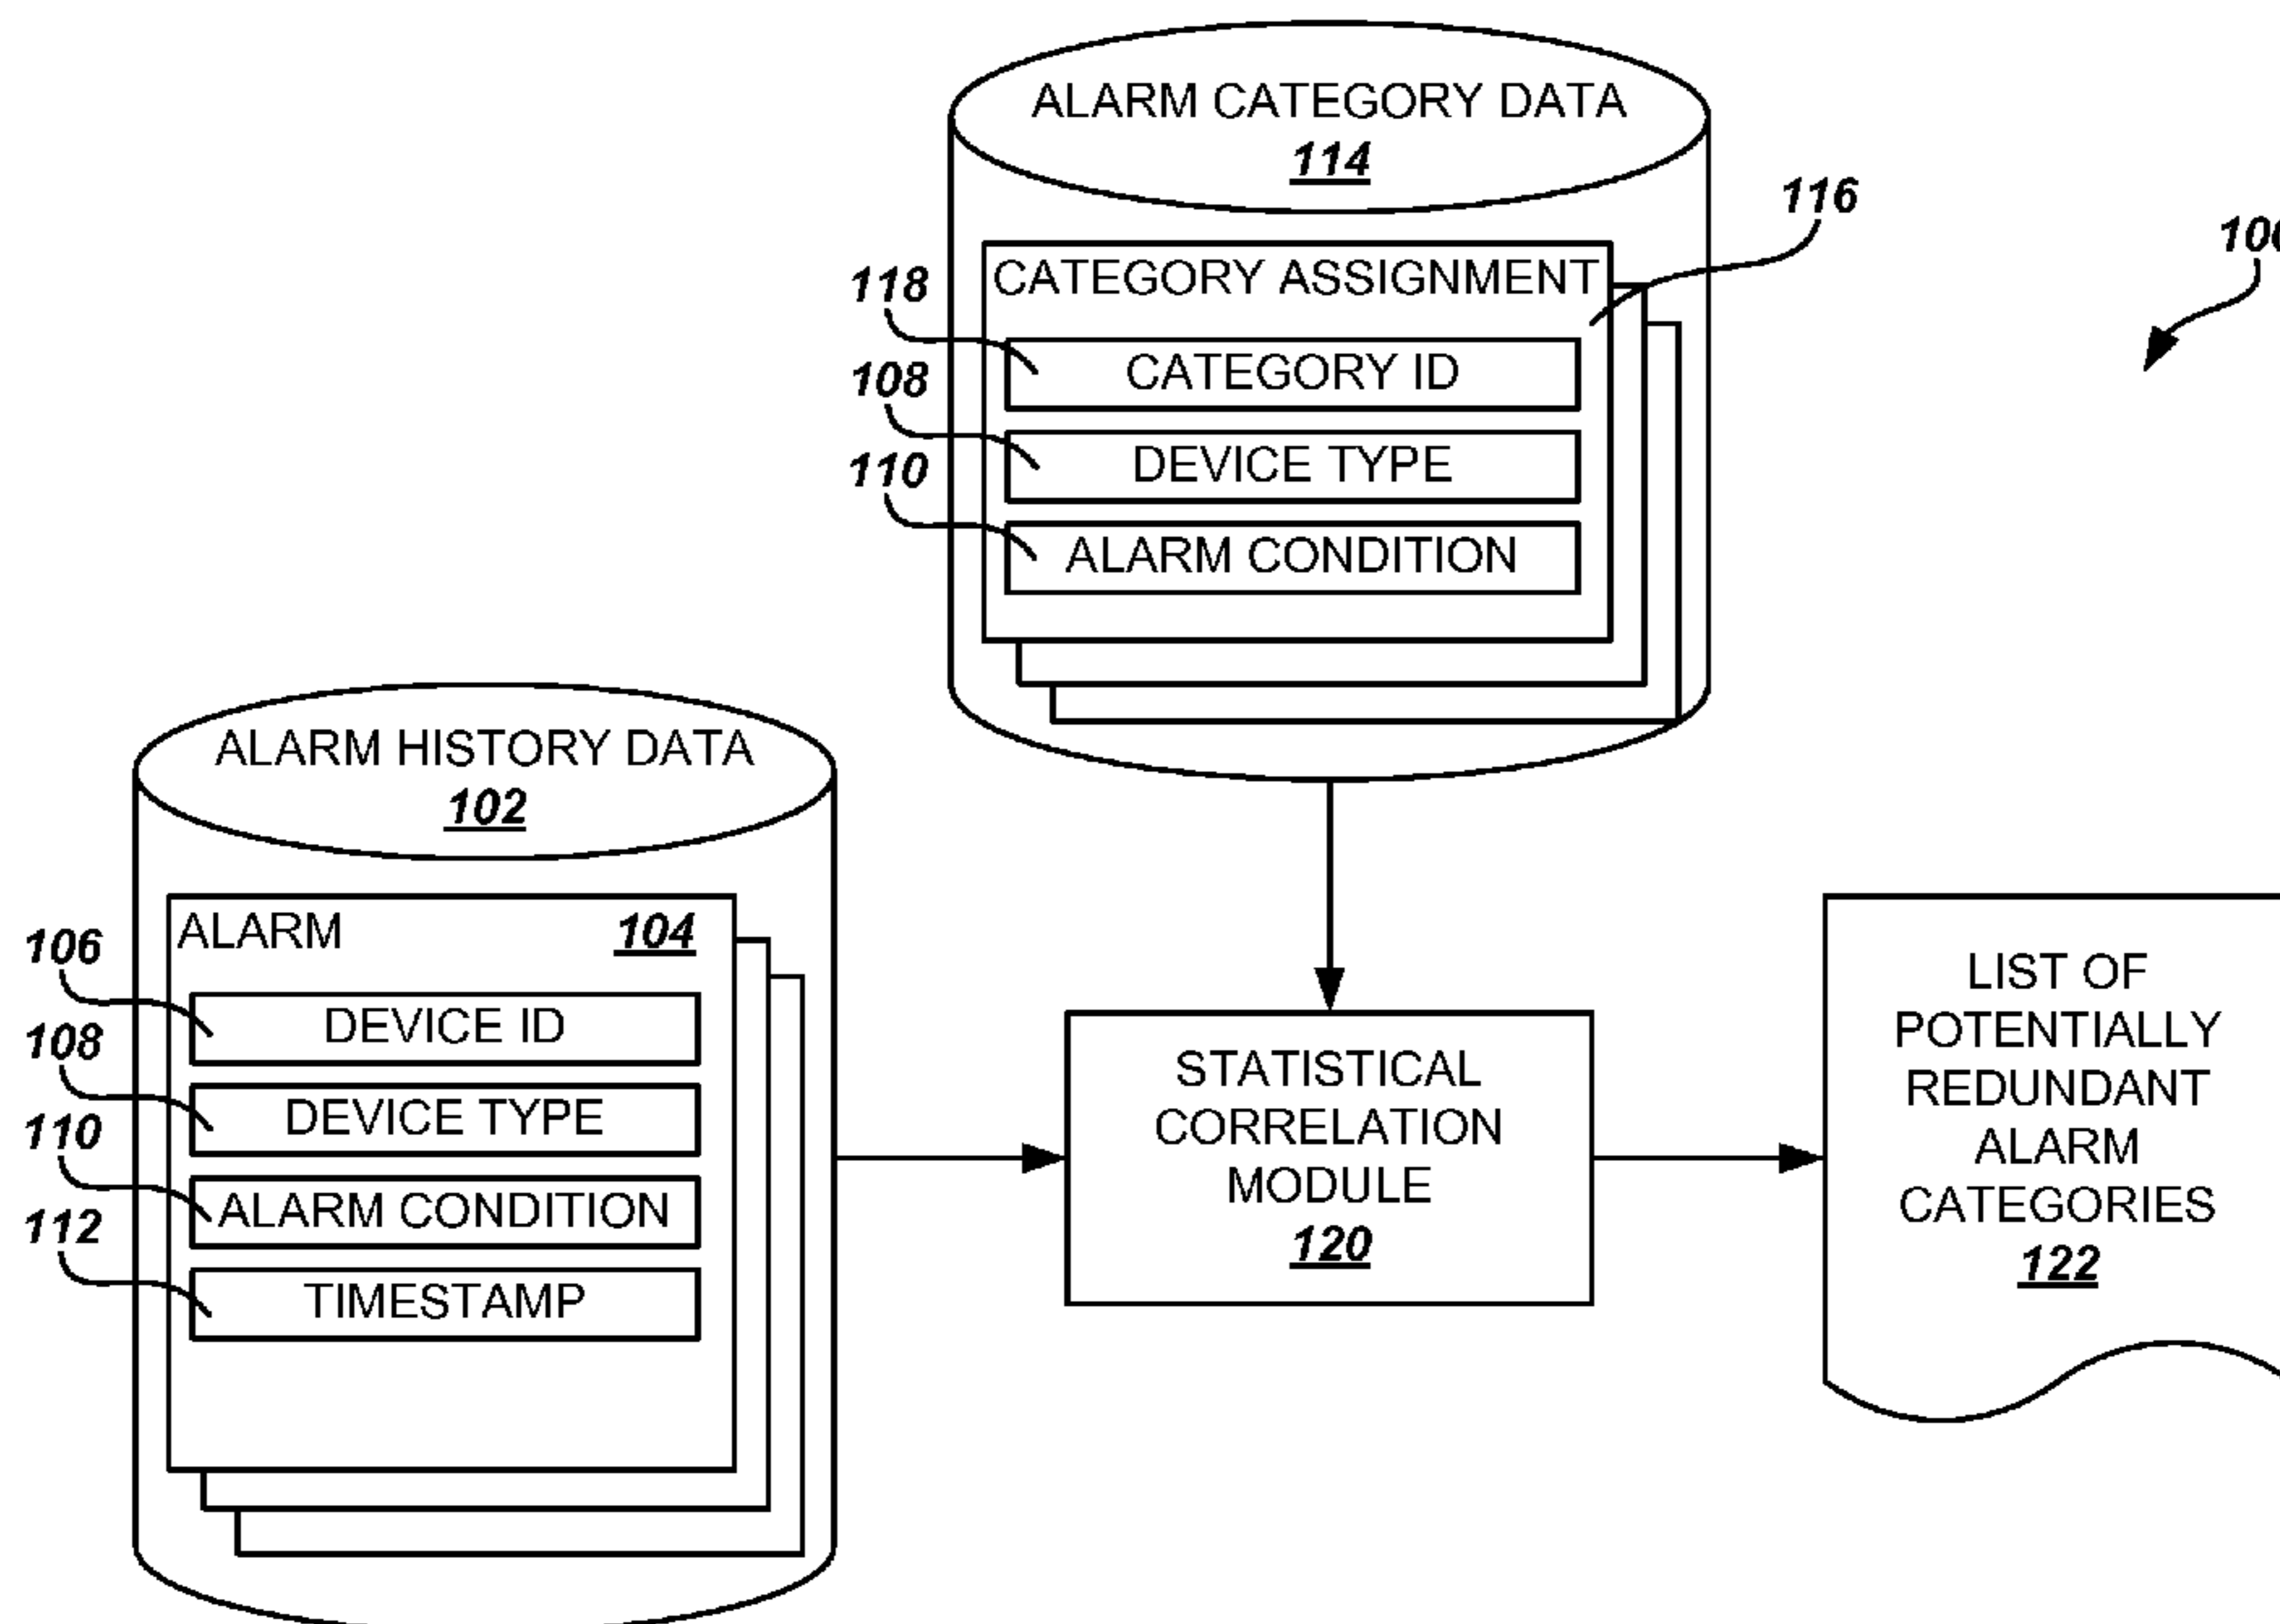 ALARM CATEGORY DATA
114
116
118
CATEGORY ASSIGNMENT
CATEGORY ID
108
DEVICE TYPE
110
ALARM CONDITION
ALARM HISTORY DATA
102
ALARM 104
106
DEVICE ID
108
DEVICE TYPE
110
ALARM CONDITION
112
TIMESTAMP
STATISTICAL
CORRELATION
MODULE
120
LIST OF
POTENTIALLY
REDUNDANT
ALARM
CATEGORIES
122